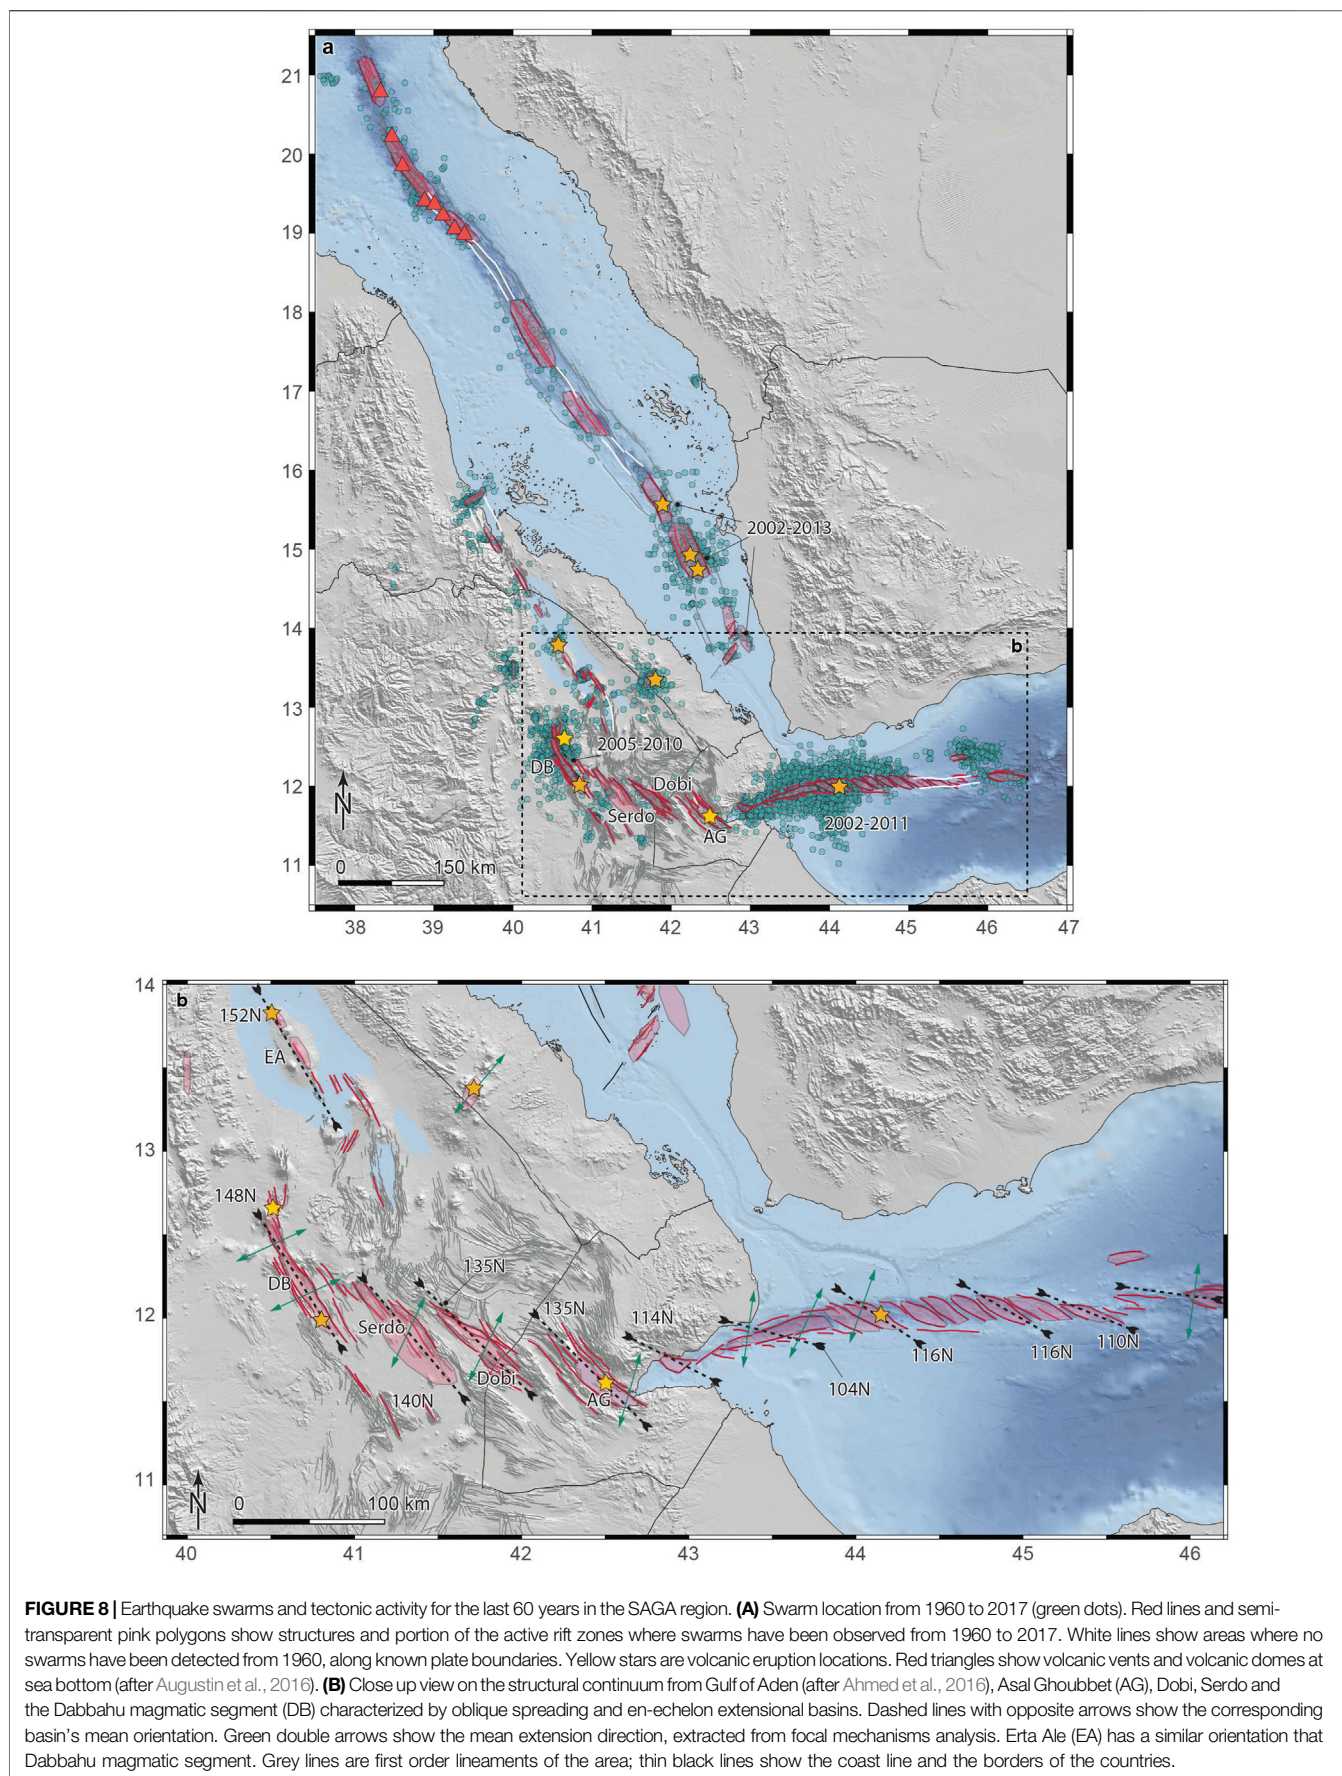 a
21
20
19
18
17
16
15
14
13
12
11
2002-2013
b
2005-2010
DB
Dobi
Serdo
AG
2002-2011
N
0 150 km
38 39 40 41 42 43 44 45 46 47
14
13
12
11
b
152N
EA
148N
DB
135N
Serdo
135N
114N
Dobi
140N
AG
104N
116N
116N
110N
N
0 100 km
40 41 42 43 44 45 46
FIGURE 8 | Earthquake swarms and tectonic activity for the last 60 years in the SAGA region. (A) Swarm location from 1960 to 2017 (green dots). Red lines and semi-
transparent pink polygons show structures and portion of the active rift zones where swarms have been observed from 1960 to 2017. White lines show areas where no
swarms have been detected from 1960, along known plate boundaries. Yellow stars are volcanic eruption locations. Red triangles show volcanic vents and volcanic domes at
sea bottom (after Augustin et al., 2016). (B) Close up view on the structural continuum from Gulf of Aden (after Ahmed et al., 2016), Asal Ghoubbet (AG), Dobi, Serdo and
the Dabbahu magmatic segment (DB) characterized by oblique spreading and en-echelon extensional basins. Dashed lines with opposite arrows show the corresponding
basin's mean orientation. Green double arrows show the mean extension direction, extracted from focal mechanisms analysis. Erta Ale (EA) has a similar orientation that
Dabbahu magmatic segment. Grey lines are first order lineaments of the area; thin black lines show the coast line and the borders of the countries.